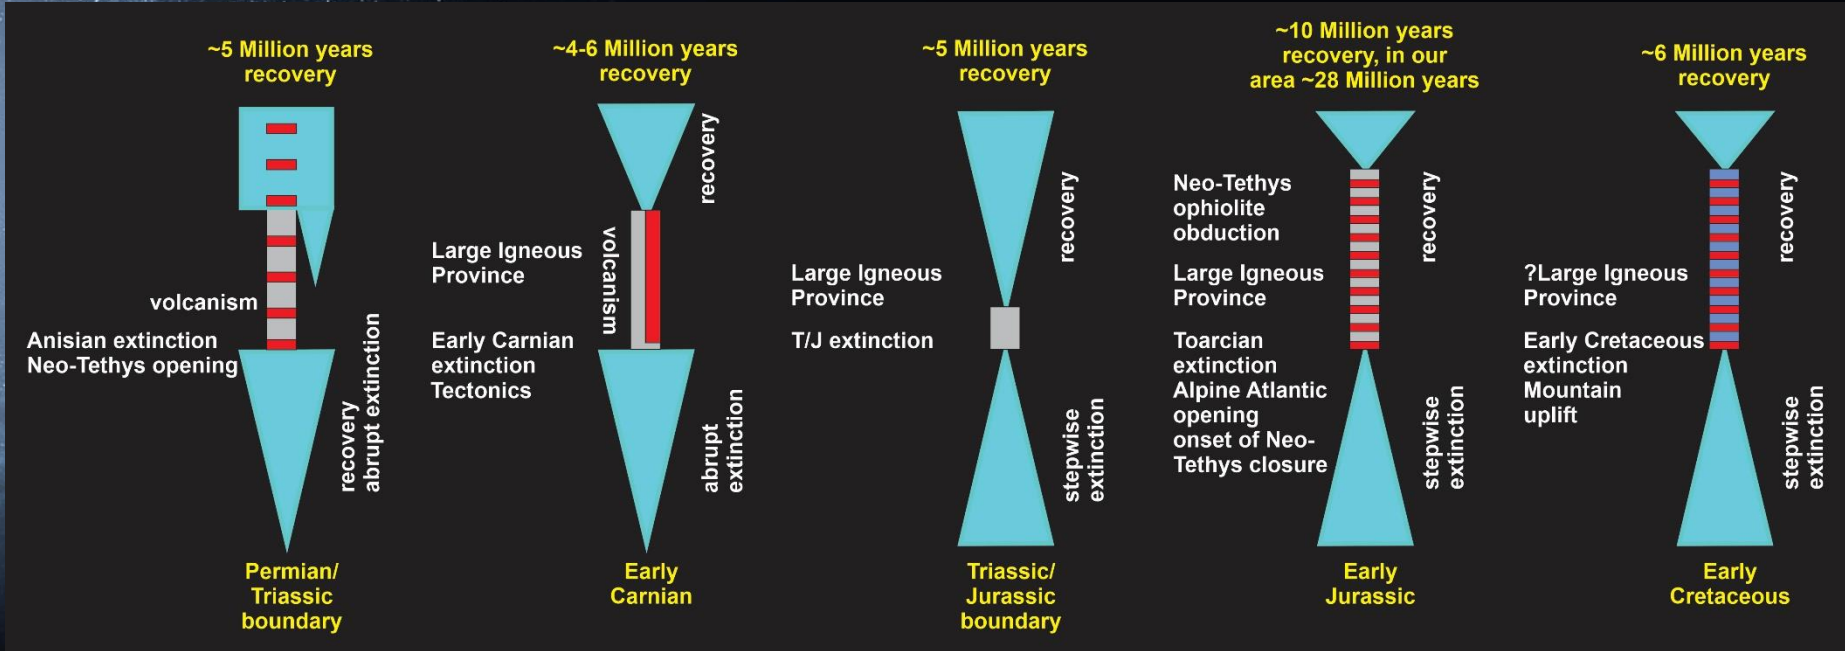 ~5 Million years
recovery
volcanism
Anisian extinction
Neo-Tethys opening
recovery
abrupt extinction
Permian/
Triassic
boundary
~4-6 Million years
recovery
recovery
Large Igneous
Province
volcanism
Early Carnian
extinction
Tectonics
abrupt
extinction
Early
Carnian
~5 Million years
recovery
recovery
Large Igneous
Province
T/J extinction
stepwise
extinction
Triassic/
Jurassic
boundary
~10 Million years
recovery, in our
area ~28 Million years
Neo-Tethys
ophiolite
obduction
recovery
Large Igneous
Province
Toarcian
extinction
Alpine Atlantic
opening
onset of Neo-
Tethys closure
stepwise
extinction
Early
Jurassic
~6 Million years
recovery
recovery
?Large Igneous
Province
Early Cretaceous
extinction
Mountain
uplift
stepwise
extinction
Early
Cretaceous